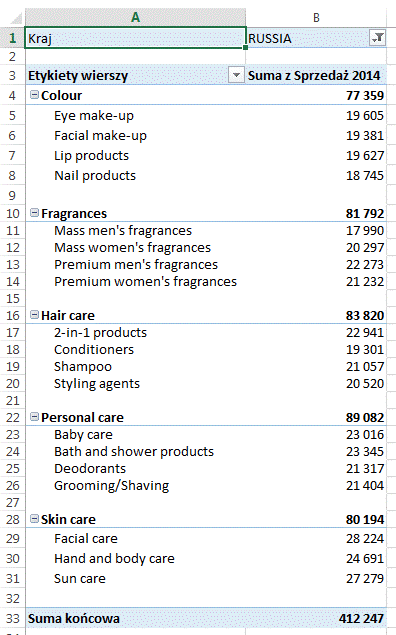 A B
1 Kraj RUSSIA
2
3 Etykiety wierszy Suma z Sprzedaż 2014
4 Colour 77 359
5 Eye make-up 19 605
6 Facial make-up 19 381
7 Lip products 19 627
8 Nail products 18 745
9
10 Fragrances 81 792
11 Mass men's fragrances 17 990
12 Mass women's fragrances 20 297
13 Premium men's fragrances 22 273
14 Premium women's fragrances 21 232
15
16 Hair care 83 820
17 2-in-1 products 22 941
18 Conditioners 19 301
19 Shampoo 21 057
20 Styling agents 20 520
21
22 Personal care 89 082
23 Baby care 23 016
24 Bath and shower products 23 345
25 Deodorants 21 317
26 Grooming/Shaving 21 404
27
28 Skin care 80 194
29 Facial care 28 224
30 Hand and body care 24 691
31 Sun care 27 279
32
33 Suma końcowa 412 247